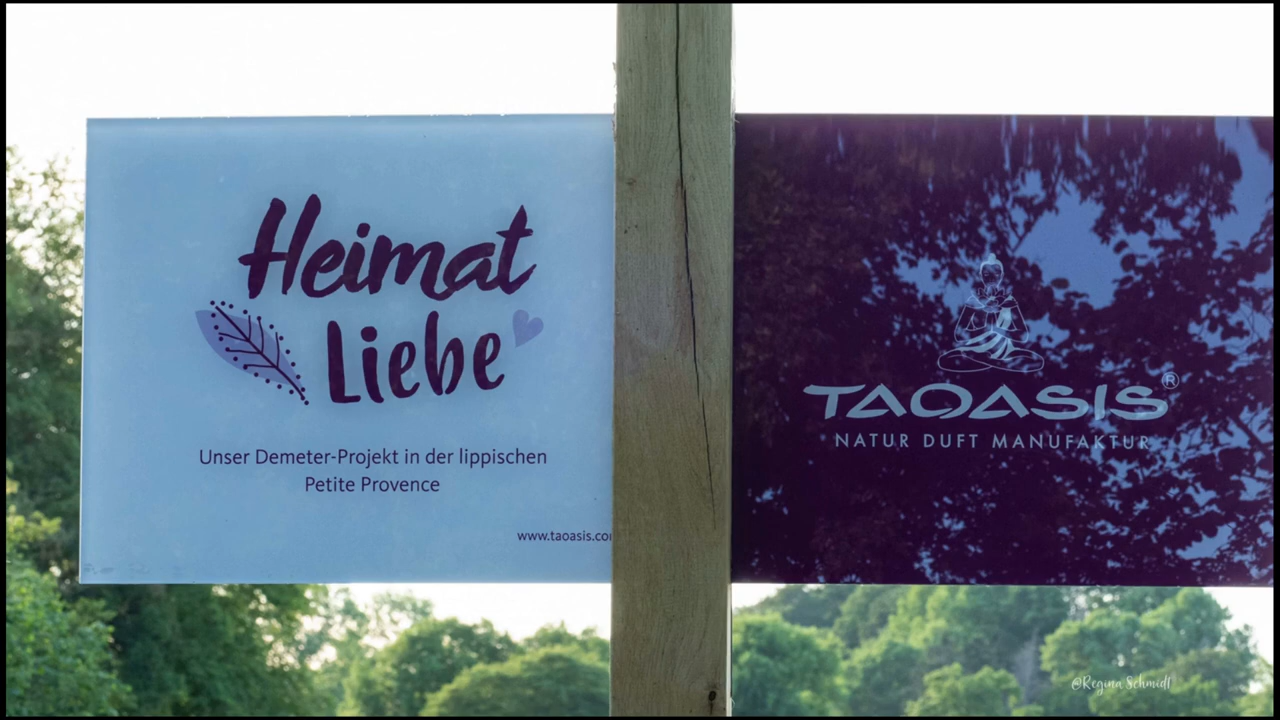 Heimat
Liebe
Unser Demeter-Projekt in der lippischen
Petite Provence
www.taoasis.co
TAOASIS®
NATUR DUFT MANUFAKTUR
@Regina Schmidt